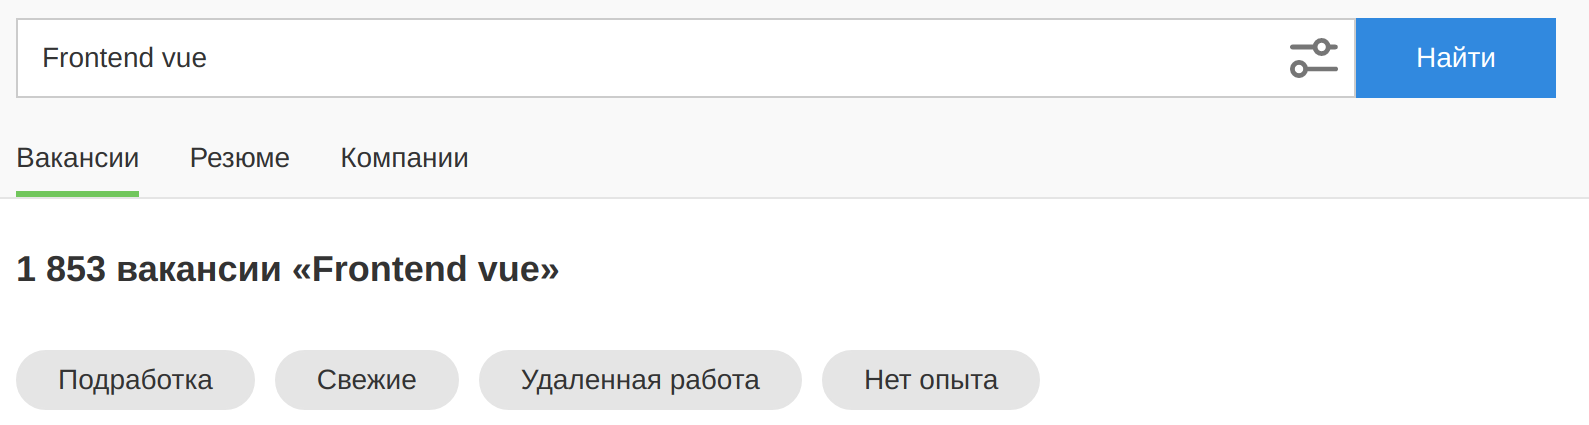 Frontend vue
Найти
Вакансии Резюме Компании
1 853 вакансии «Frontend vue»
Подработка Свежие Удаленная работа Нет опыта